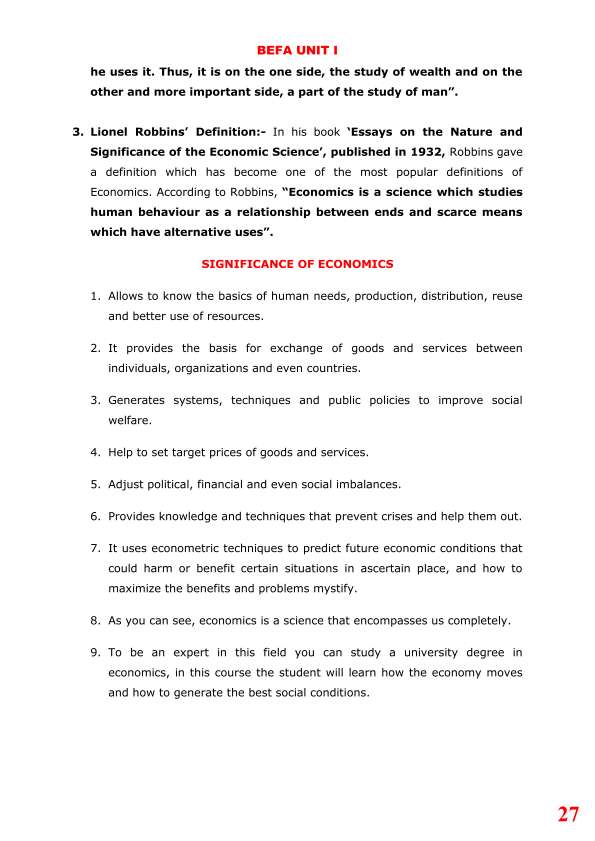 BEFA UNIT I
he uses it. Thus, it is on the one side, the study of wealth and on the
other and more important side, a part of the study of man”.
3. Lionel Robbins’ Definition:- In his book ‘Essays on the Nature and
Significance of the Economic Science’, published in 1932, Robbins gave
a definition which has become one of the most popular definitions of
Economics. According to Robbins, “Economics is a science which studies
human behaviour as a relationship between ends and scarce means
which have alternative uses”.
SIGNIFICANCE OF ECONOMICS
1. Allows to know the basics of human needs, production, distribution, reuse
and better use of resources.
2. It provides the basis for exchange of goods and services between
individuals, organizations and even countries.
3. Generates systems, techniques and public policies to improve social
welfare.
4. Help to set target prices of goods and services.
5. Adjust political, financial and even social imbalances.
6. Provides knowledge and techniques that prevent crises and help them out.
7. It uses econometric techniques to predict future economic conditions that
could harm or benefit certain situations in ascertain place, and how to
maximize the benefits and problems mystify.
8. As you can see, economics is a science that encompasses us completely.
9. To be an expert in this field you can study a university degree in
economics, in this course the student will learn how the economy moves
and how to generate the best social conditions.
27